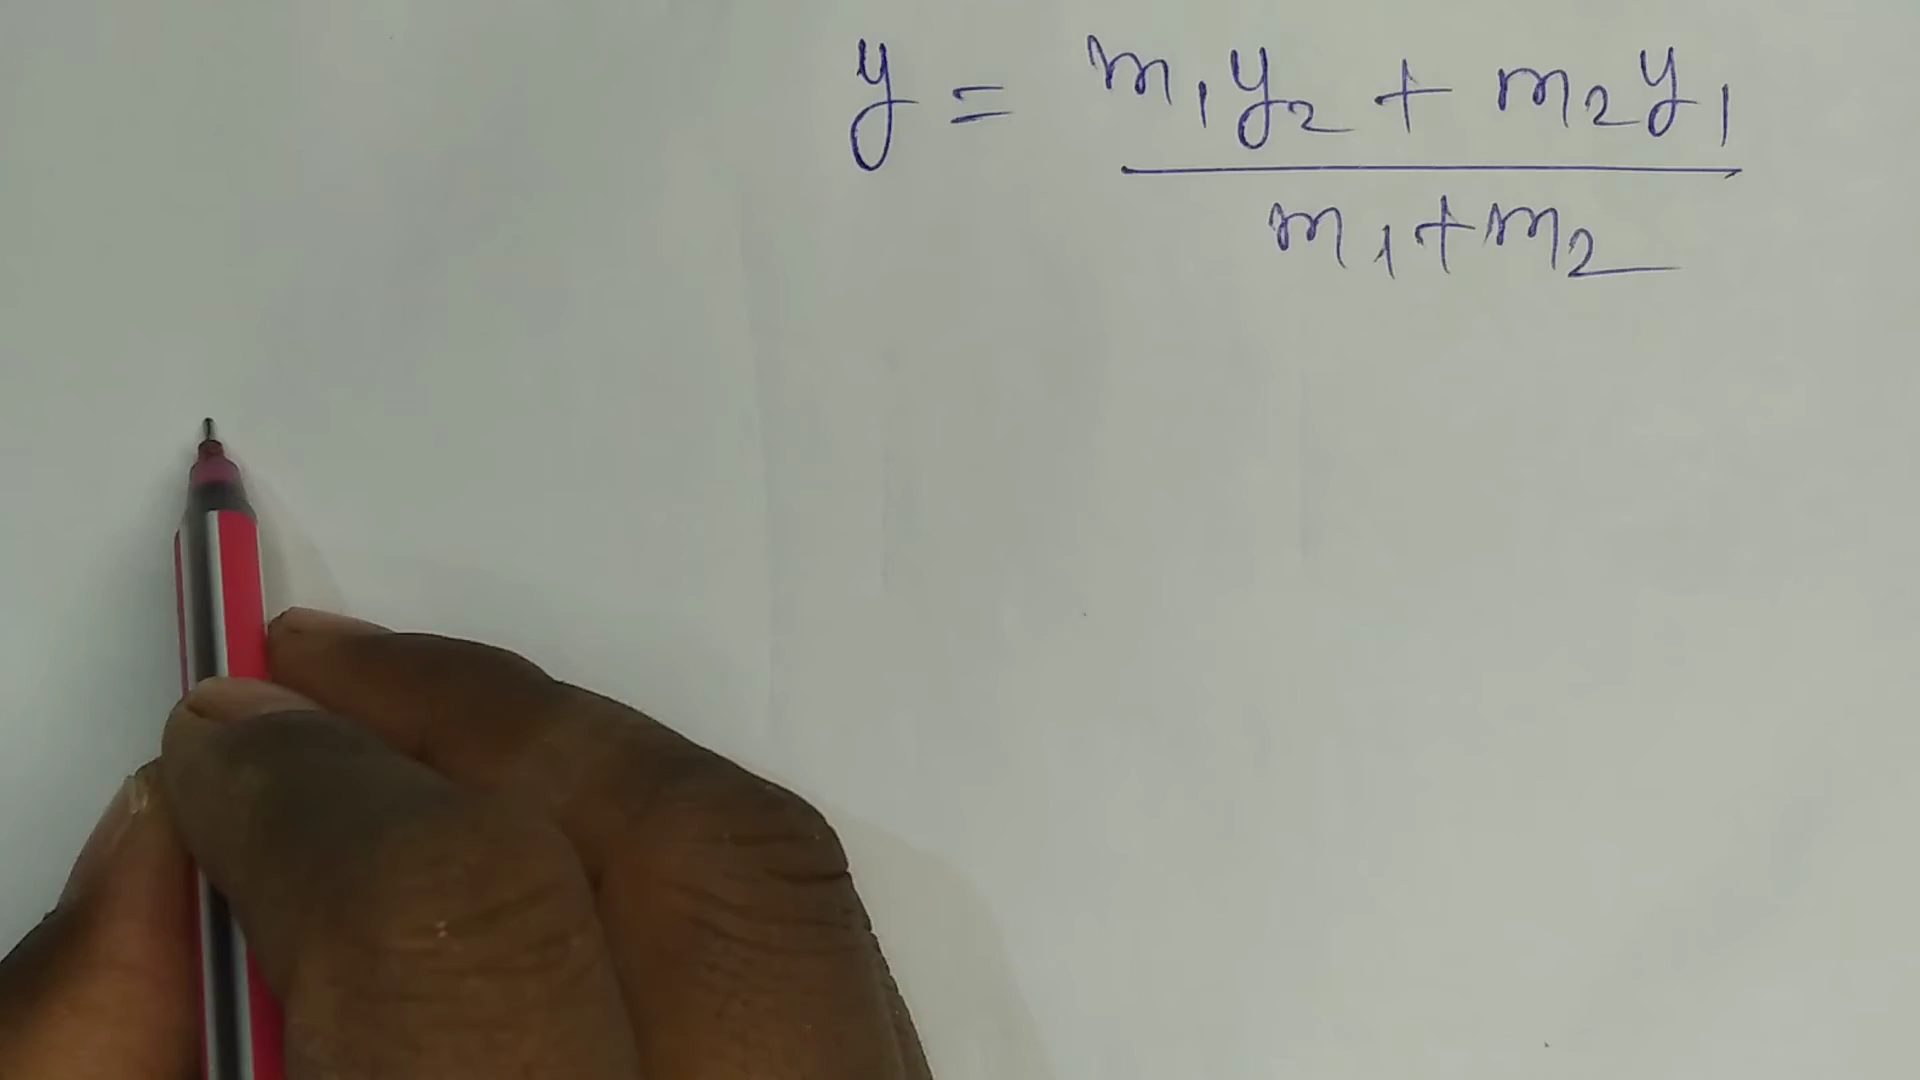 y = m₁y₂ + m₂y₁
m₁+m₂